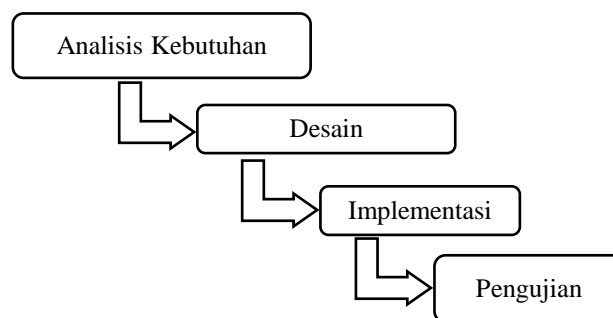 Analisis Kebutuhan
Desain
Implementasi
Pengujian